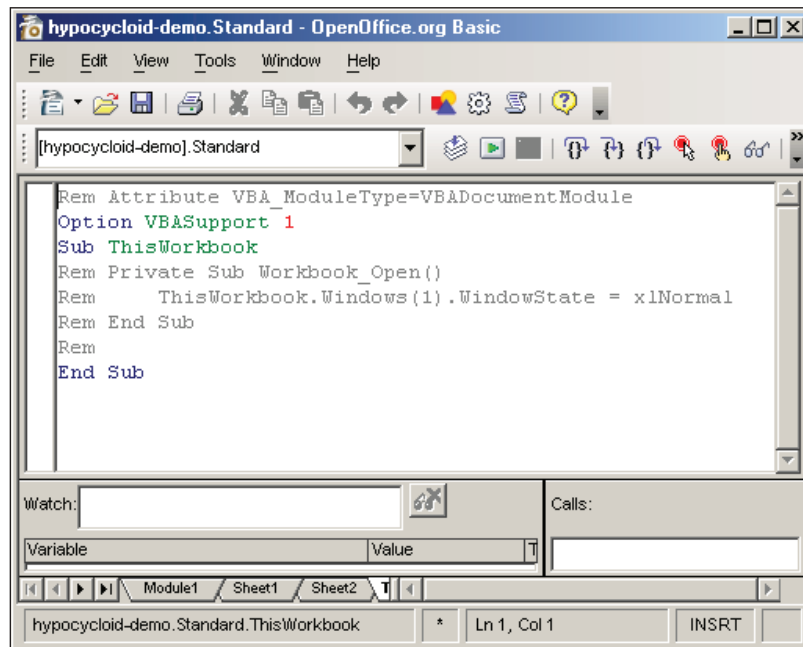 hypocycloid-demo.Standard - OpenOffice.org Basic
File Edit View Tools Window Help
[hypocycloid-demo].Standard
Rem Attribute VBA_ModuleType=VBADocumentModule
Option VBASupport 1
Sub ThisWorkbook
Rem Private Sub Workbook_Open()
Rem     ThisWorkbook.Windows(1).WindowState = xlNormal
Rem End Sub
Rem
End Sub
Watch: Calls:
Variable Value T
Module1 Sheet1 Sheet2 T
hypocycloid-demo.Standard.ThisWorkbook * Ln 1, Col 1 INSRT